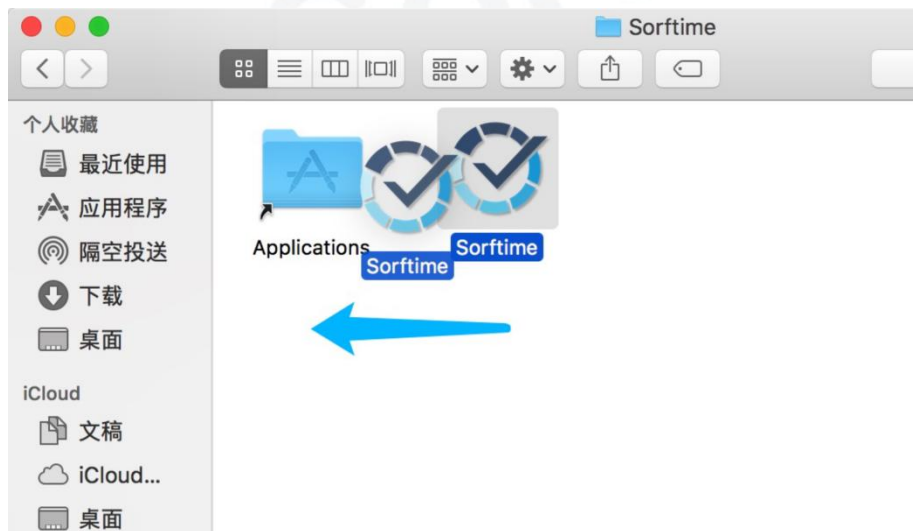 Sorftime
个人收藏
最近使用
应用程序
隔空投送
下载
桌面
iCloud
文稿
iCloud...
桌面
Applications
Sorftime
Sorftime